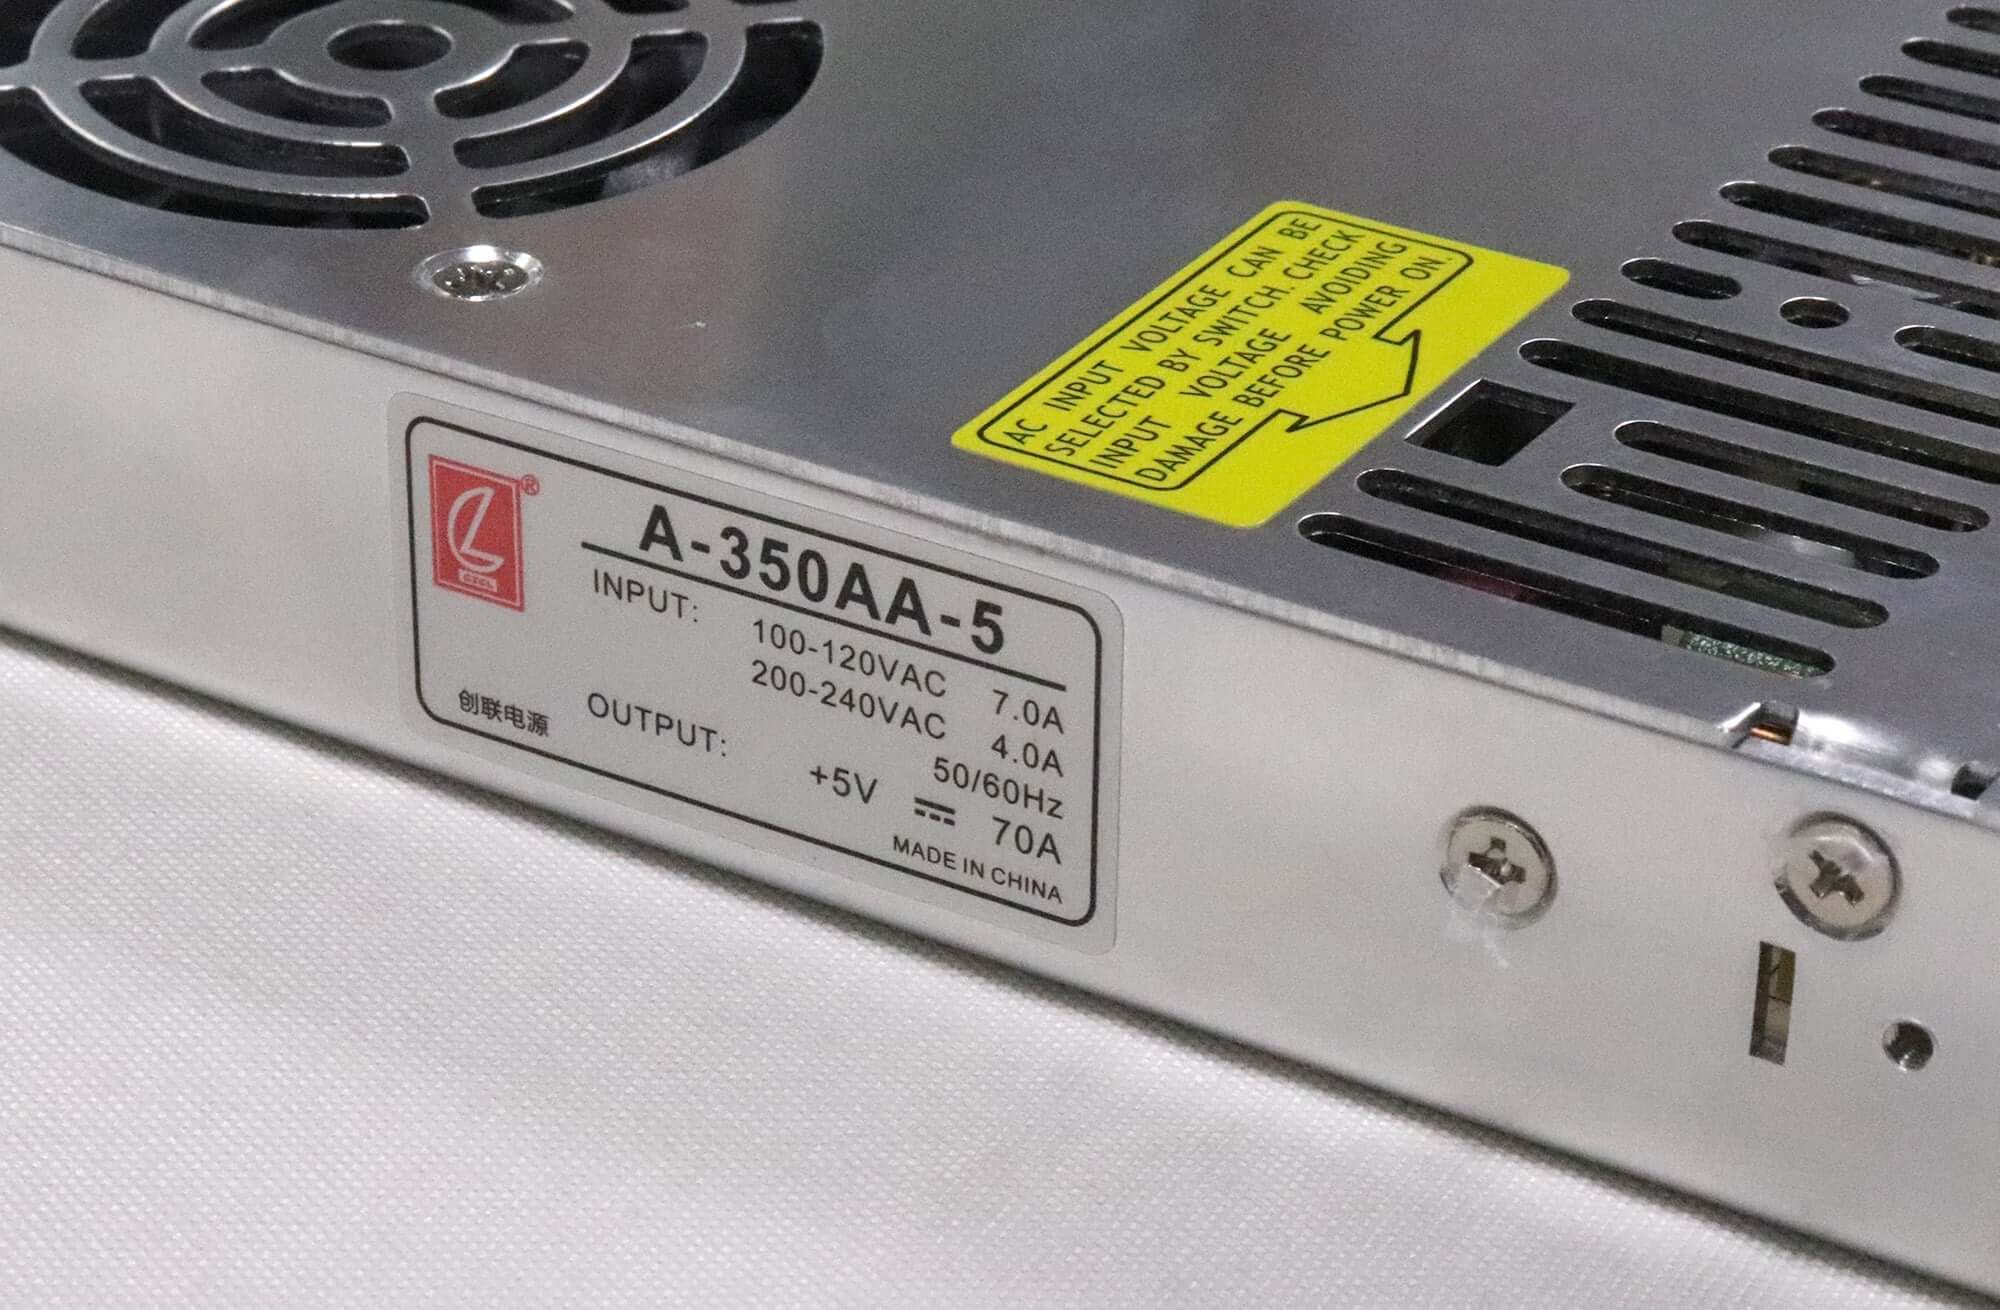 AC INPUT VOLTAGE CAN BE
SELECTED BY SWITCH. CHECK
INPUT VOLTAGE AVOIDING
DAMAGE BEFORE POWER ON.
®
CZCL
A-350AA-5
INPUT: 100-120VAC 7.0A
200-240VAC 4.0A
50/60Hz
OUTPUT: +5V 70A
创联电源
MADE IN CHINA